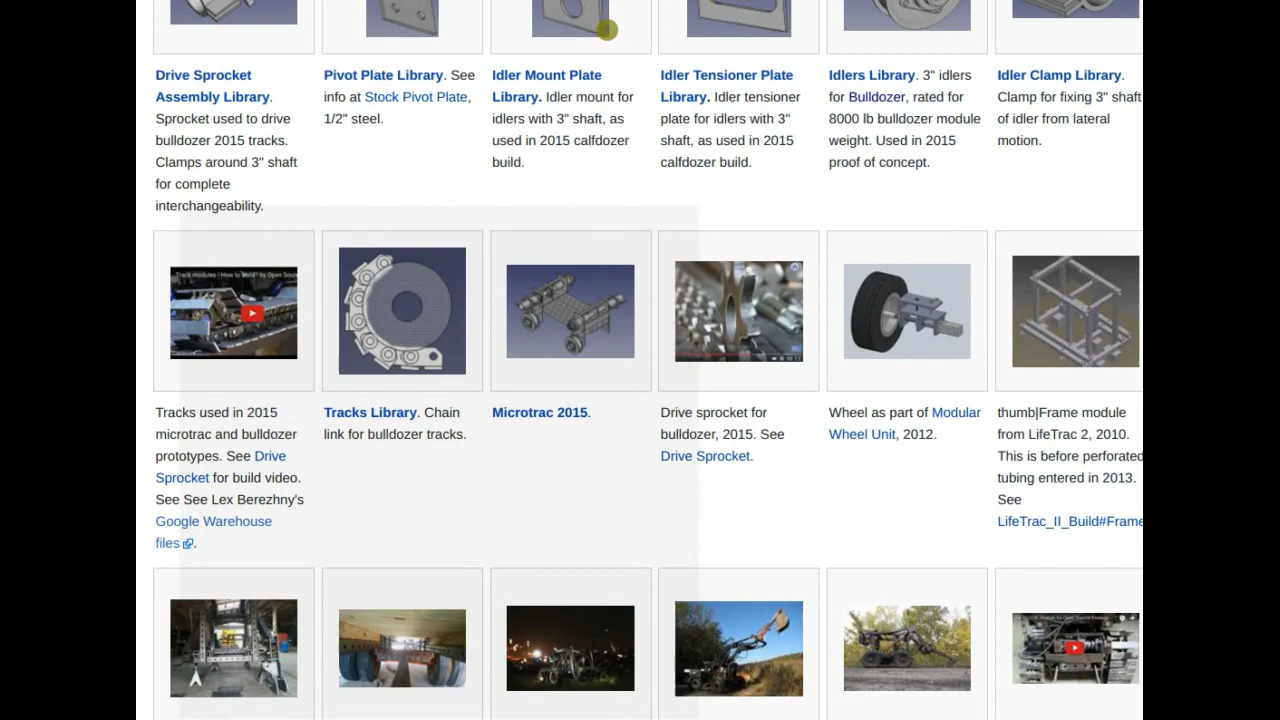 Drive Sprocket
Assembly Library.
Sprocket used to drive
bulldozer 2015 tracks.
Clamps around 3" shaft
for complete
interchangeability.
Pivot Plate Library. See
info at Stock Pivot Plate,
1/2" steel.
Idler Mount Plate
Library. Idler mount for
idlers with 3" shaft, as
used in 2015 calfdozer
build.
Idler Tensioner Plate
Library. Idler tensioner
plate for idlers with 3"
shaft, as used in 2015
calfdozer build.
Idlers Library. 3" idlers
for Bulldozer, rated for
8000 lb bulldozer module
weight. Used in 2015
proof of concept.
Idler Clamp Library.
Clamp for fixing 3" shaft
of idler from lateral
motion.
Track modules - How to build? by Open Sour
Tracks used in 2015
microtrac and bulldozer
prototypes. See Drive
Sprocket for build video.
See See Lex Berezhny's
Google Warehouse
files.
Tracks Library. Chain
link for bulldozer tracks.
Microtrac 2015.
Drive sprocket for
bulldozer, 2015. See
Drive Sprocket.
Wheel as part of Modular
Wheel Unit, 2012.
thumb|Frame module
from LifeTrac 2, 2010.
This is before perforated
tubing entered in 2013.
See
LifeTrac_II_Build#Frame